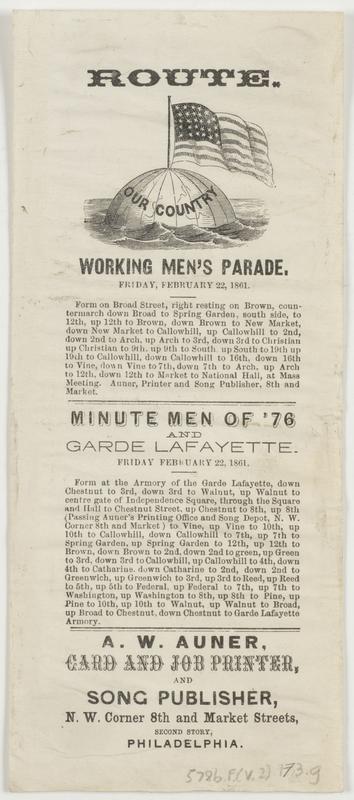 ROUTE.
OUR COUNTRY
WORKING MEN'S PARADE.
FRIDAY, FEBRUARY 22, 1861.
Form on Broad Street, right resting on Brown, coun-
termarch down Broad to Spring Garden, south side, to
12th, up 12th to Brown, down Brown to New Market,
down New Market to Callowhill, up Callowhill to 2nd,
down 2nd to Arch, up Arch to 3d, down 3rd to Christian
up Christian to 9th, up 9th to South, up South to 19th up
19th to Callowhill, down Callowhill to 16th, down 16th
to Vine, down Vine to 7th, down 7th to Arch, up Arch
to 12th, down 12th to Market to National Hall, at Mass
Meeting. Auner, Printer and Song Publisher, 8th and
Market.
MINUTE MEN OF '76
AND
GARDE LAFAYETTE.
FRIDAY FEBRUARY 22, 1861.
Form at the Armory of the Garde Lafayette, down
Chestnut to 3rd, down 3rd to Walnut, up Walnut to
centre gate of Independence Square, through the Square
and Hall to Chestnut Street, up Chestnut to 8th, up 8th
(Passing Auner's Printing Office and Song Depot, N. W.
Corner 8th and Market) to Vine, up Vine to 10th, up
10th to Callowhill, down Callowhill to 7th, up 7th to
Spring Garden, up Spring Garden to 12th, up 12th to
Brown, down Brown to 2nd, down 2nd to green, up Green
to 3rd, down 3rd to Callowhill, up Callowhill to 4th, down
4th to Catharine, down Catharine to 2nd, down 2nd to
Greenwich, up Greenwich to 3rd, up 3rd to Reed, up Reed
to 5th, up 5th to Federal, up Federal to 7th, up 7th to
Washington, up Washington to 8th, up 8th to Pine, up
Pine to 10th, up 10th to Walnut, up Walnut to Broad,
up Broad to Chestnut, down Chestnut to Garde Lafayette
Armory.
A. W. AUNER,
CARD AND JOB PRINTER,
AND
SONG PUBLISHER,
N. W. Corner 8th and Market Streets,
SECOND STORY,
PHILADELPHIA.
5786.F.(v.2) 173.g